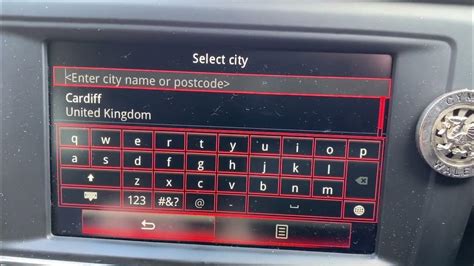 Select city
<Enter city name or postcode>
Cardiff
United Kingdom
q w e r t y u i o p
a s d f g h j k l
z x c v b n m
123 #&? @ -